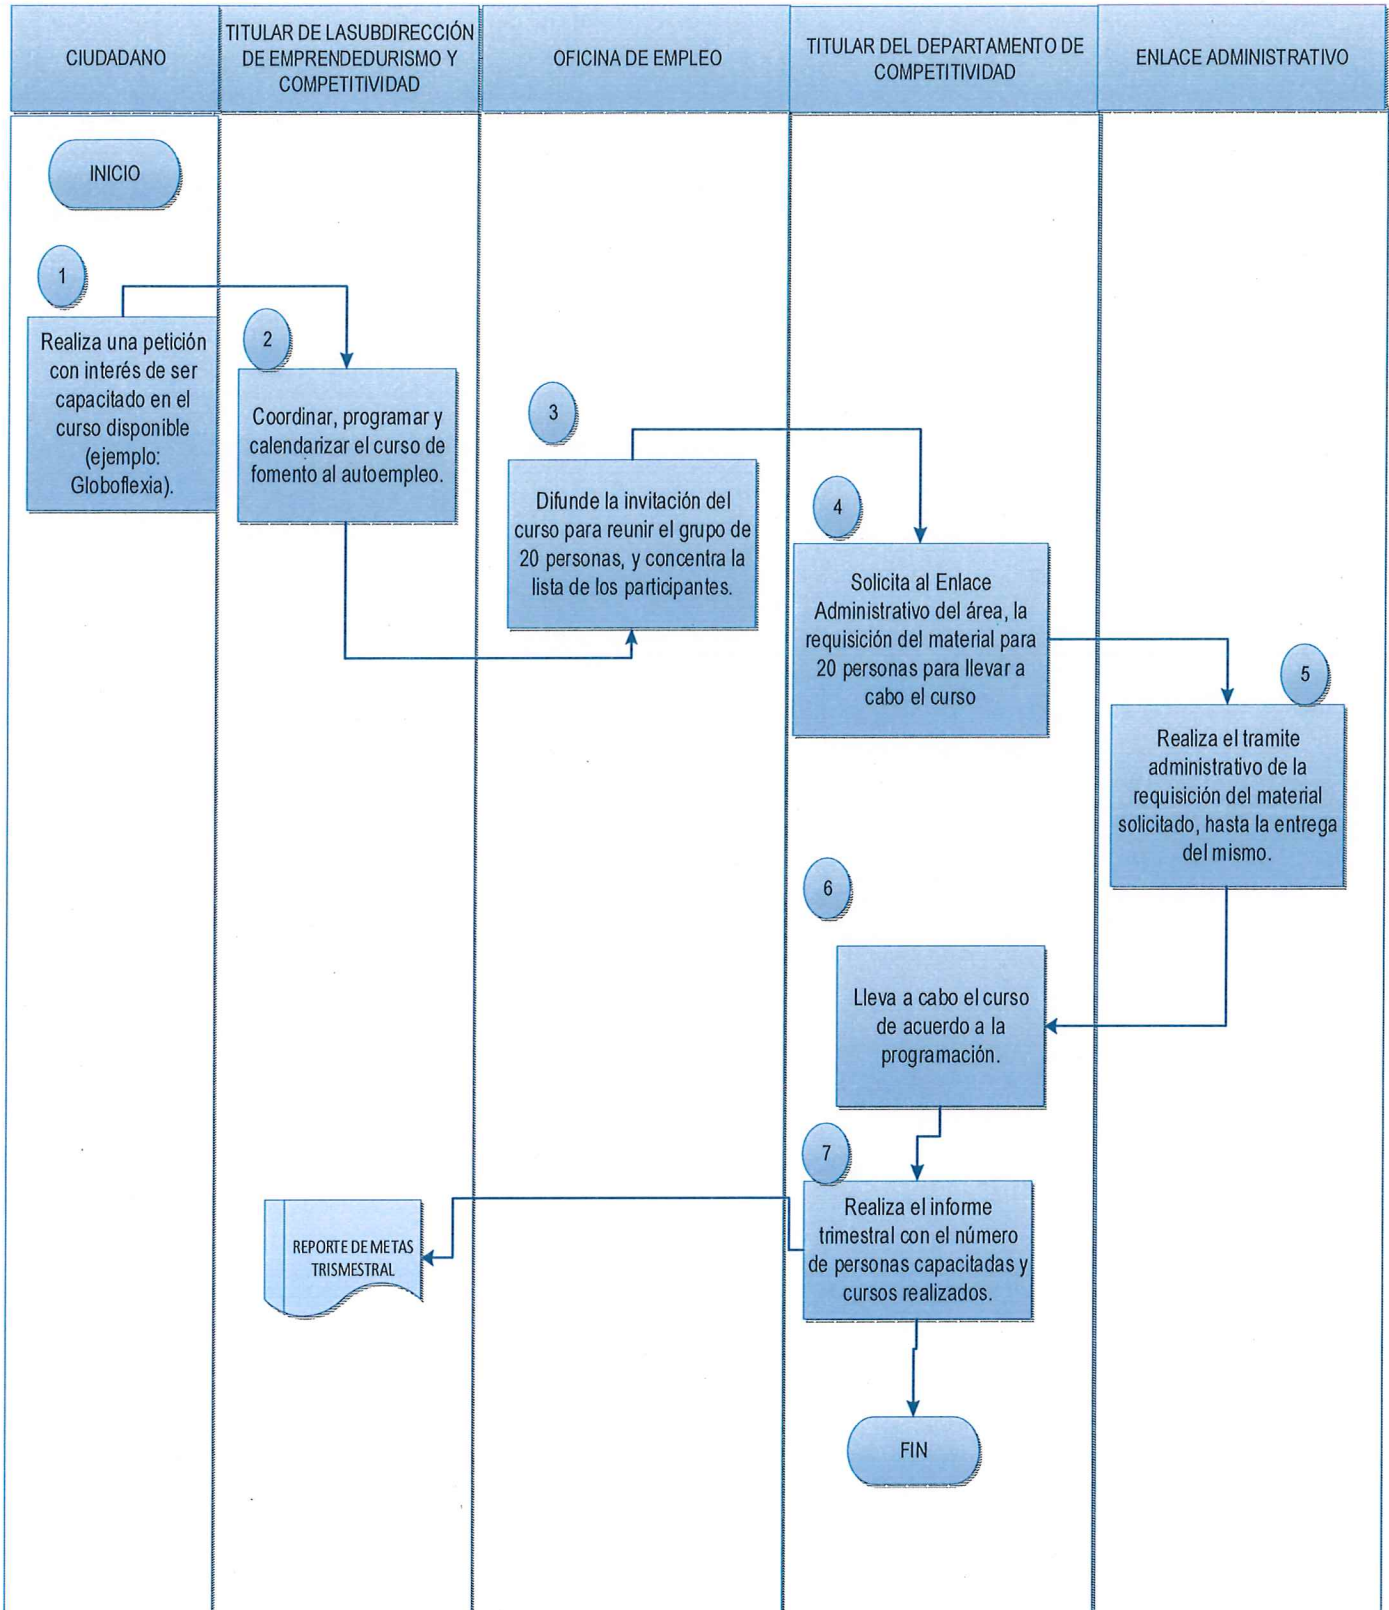 CIUDADANO
TITULAR DE LASUBDIRECCIÓN
DE EMPRENDEDURISMO Y
COMPETITIVIDAD
OFICINA DE EMPLEO
TITULAR DEL DEPARTAMENTO DE
COMPETITIVIDAD
ENLACE ADMINISTRATIVO
INICIO
1
Realiza una petición
con interés de ser
capacitado en el
curso disponible
(ejemplo:
Globoflexia).
2
Coordinar, programar y
calendarizar el curso de
fomento al autoempleo.
3
Difunde la invitación del
curso para reunir el grupo de
20 personas, y concentra la
lista de los participantes.
4
Solicita al Enlace
Administrativo del área, la
requisición del material para
20 personas para llevar a
cabo el curso
5
Realiza el tramite
administrativo de la
requisición del material
solicitado, hasta la entrega
del mismo.
6
Lleva a cabo el curso
de acuerdo a la
programación.
7
Realiza el informe
trimestral con el número
de personas capacitadas y
cursos realizados.
REPORTE DE METAS
TRISMESTRAL
FIN